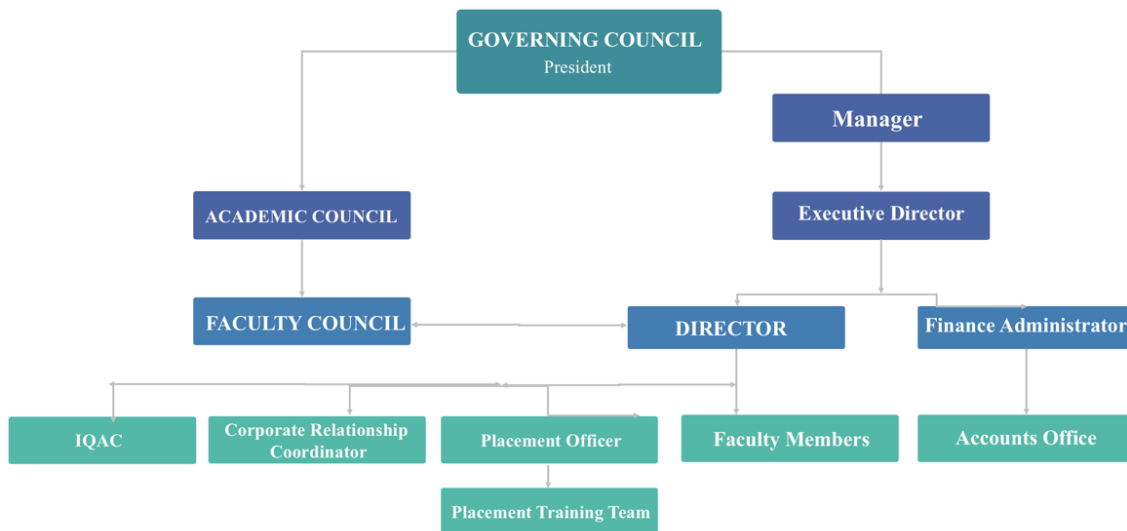 GOVERNING COUNCIL
President
Manager
ACADEMIC COUNCIL
Executive Director
FACULTY COUNCIL
DIRECTOR
Finance Administrator
IQAC
Corporate Relationship
Coordinator
Placement Officer
Faculty Members
Accounts Office
Placement Training Team